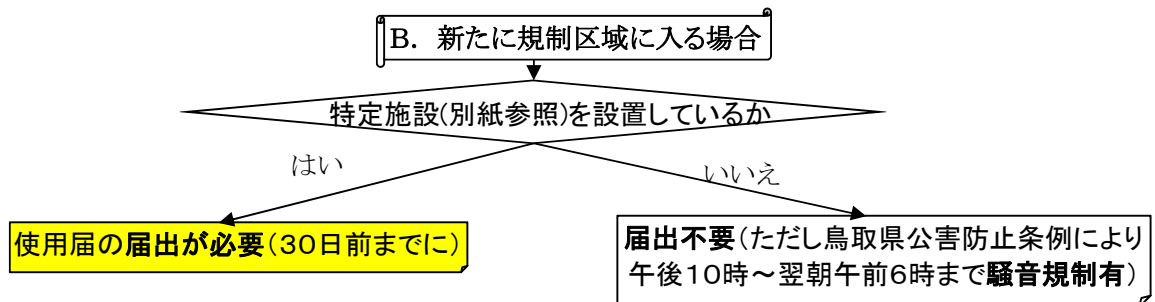 B. 新たに規制区域に入る場合
特定施設(別紙参照)を設置しているか
はい
いいえ
使用届の届出が必要(30日前までに)
届出不要(ただし鳥取県公害防止条例により
午後10時～翌朝午前6時まで騒音規制有)